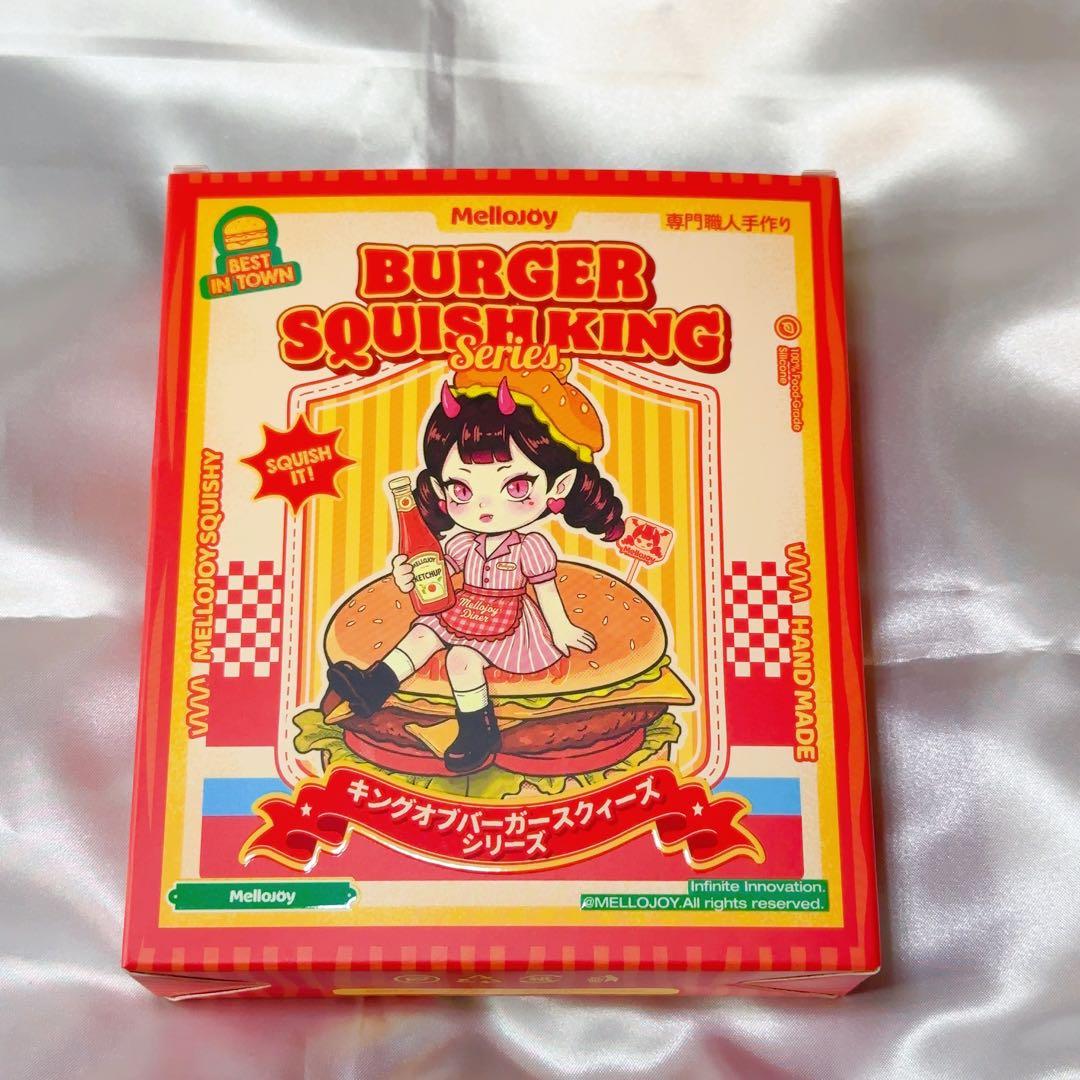 Mellojoy
専門職人手作り
BEST
IN TOWN
BURGER
SQUISH KING
Series
100% Food-Grade
Silicone
SQUISH
IT!
MELLOJOY SQUISHY
HAND MADE
MELLOJOY
KETCHUP
Mellojoy
Mellojoy
Diner
キングオブバーガースクィーズ
シリーズ
Mellojoy
Infinite Innovation.
@MELLOJOY.All rights reserved.